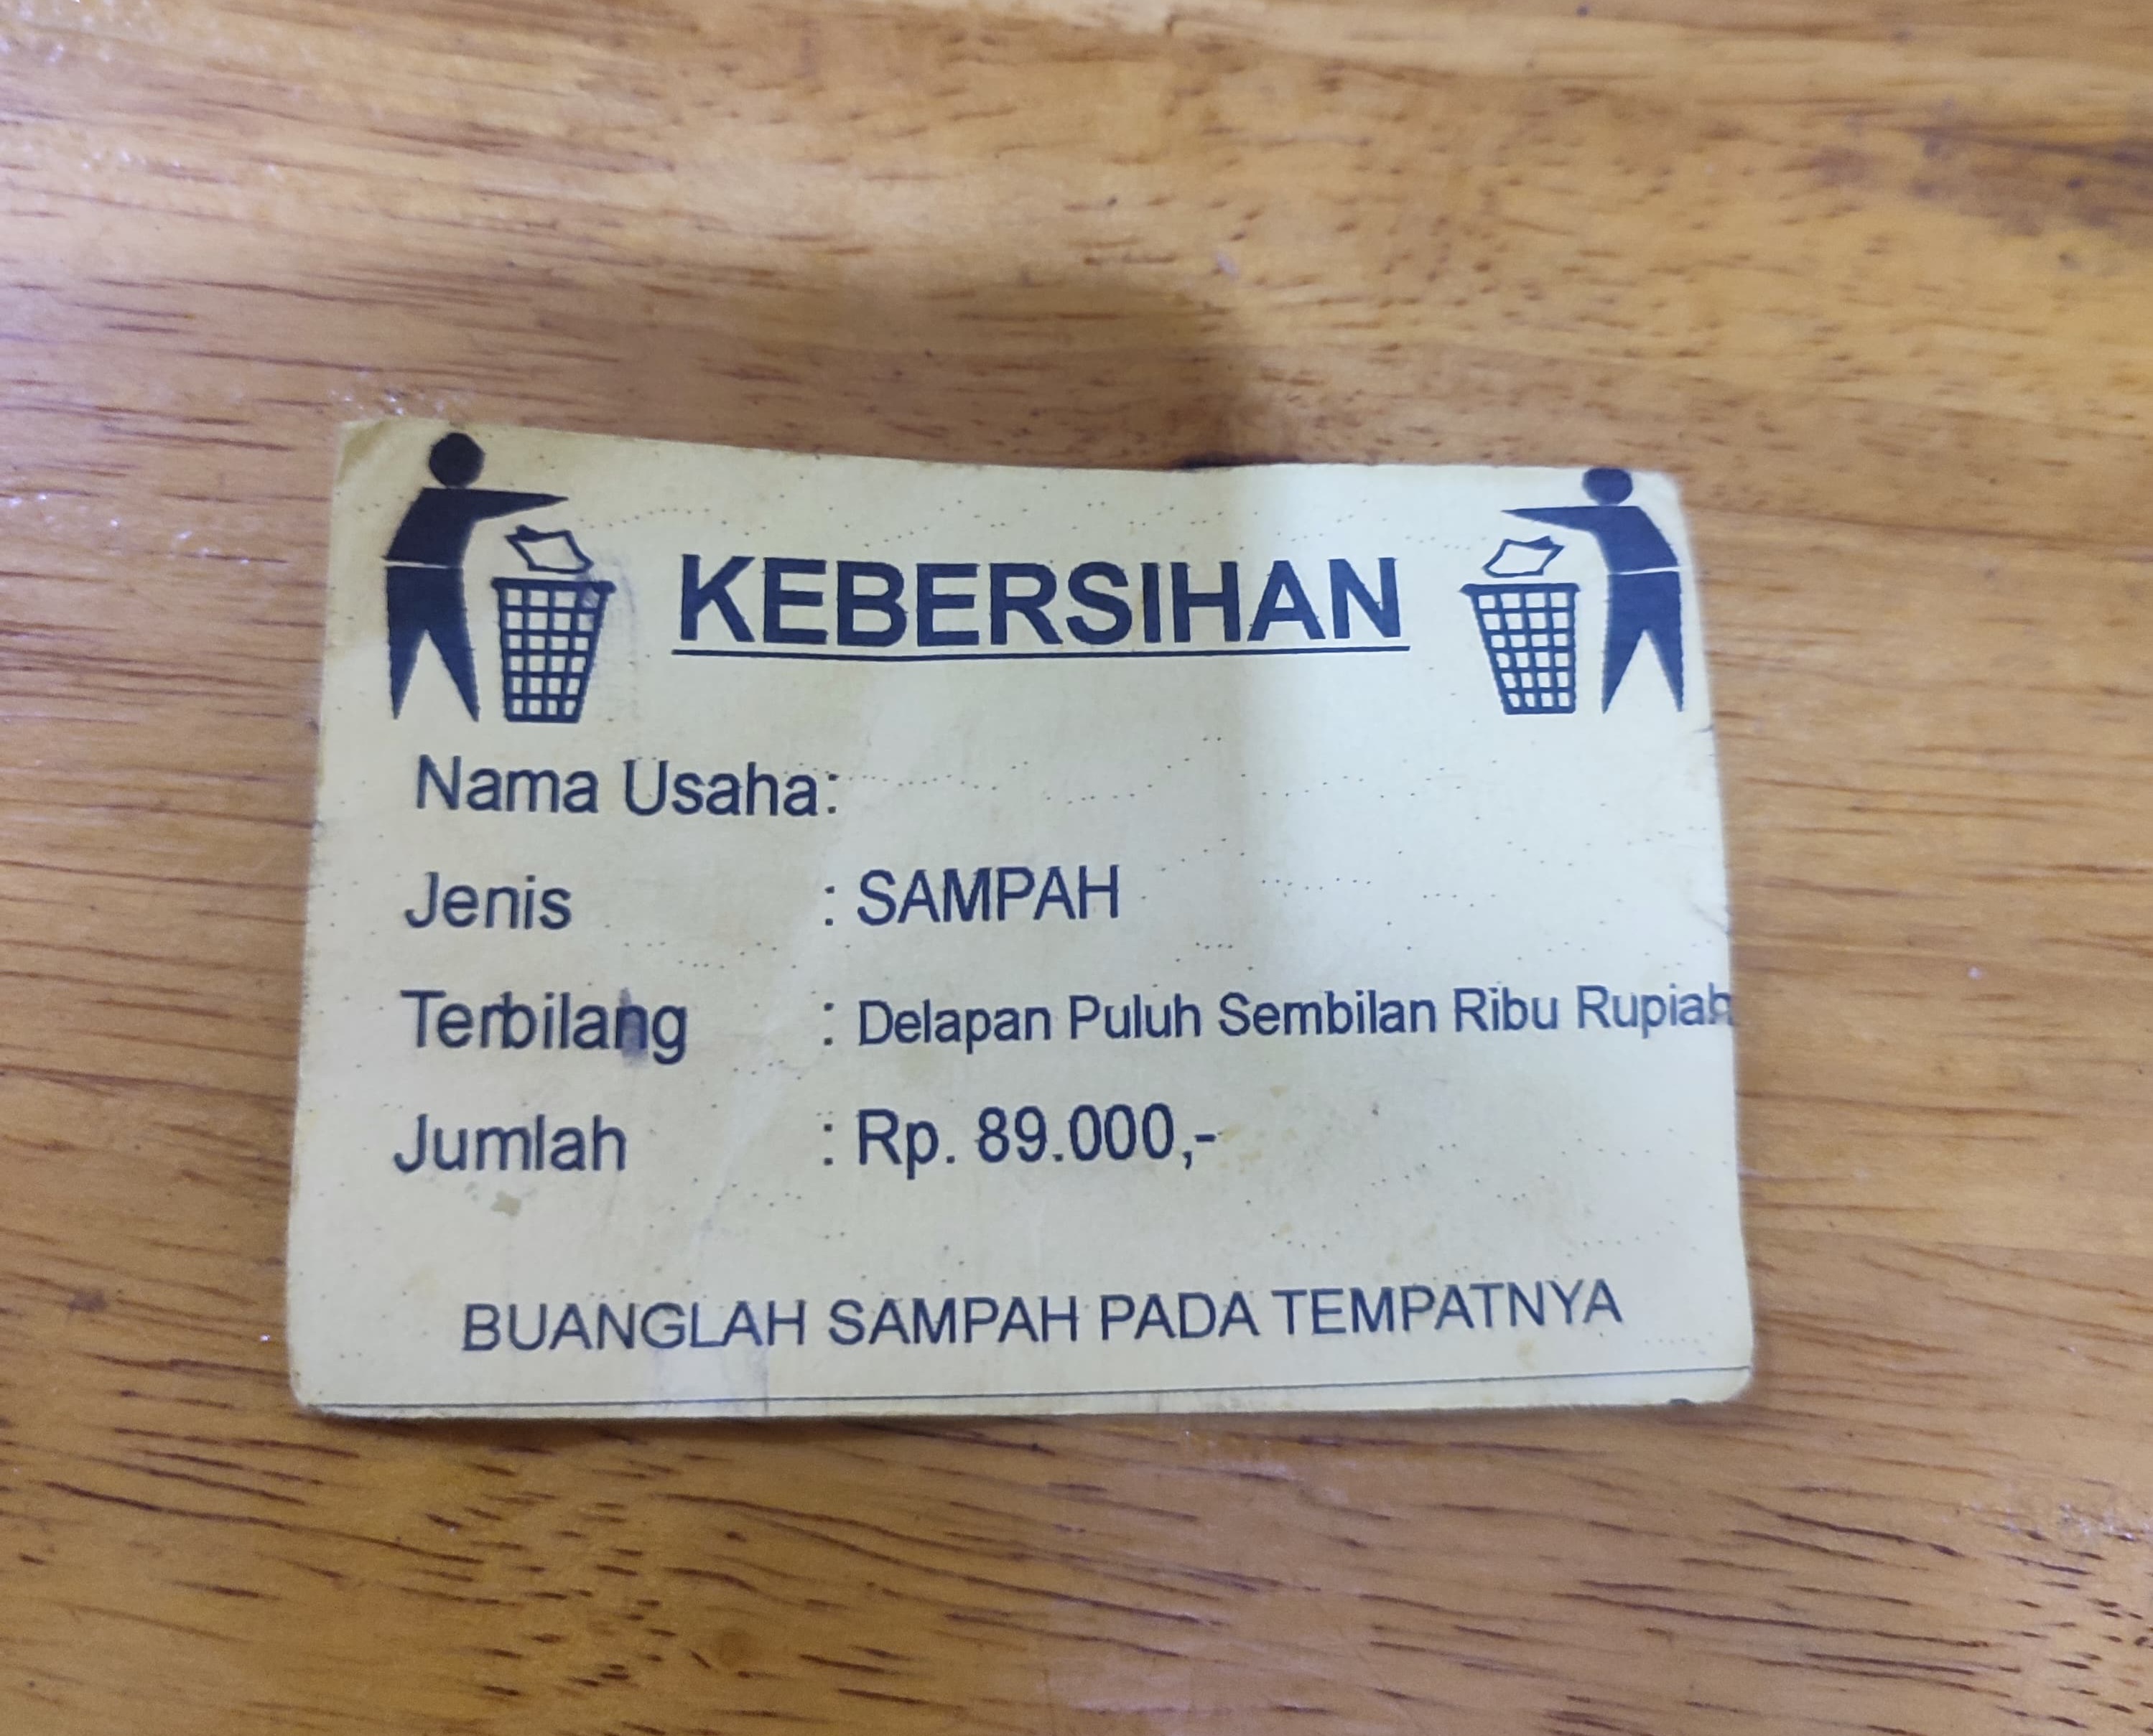 KEBERSIHAN
Nama Usaha:
Jenis : SAMPAH
Terbilang : Delapan Puluh Sembilan Ribu Rupiah
Jumlah : Rp. 89.000,-
BUANGLAH SAMPAH PADA TEMPATNYA